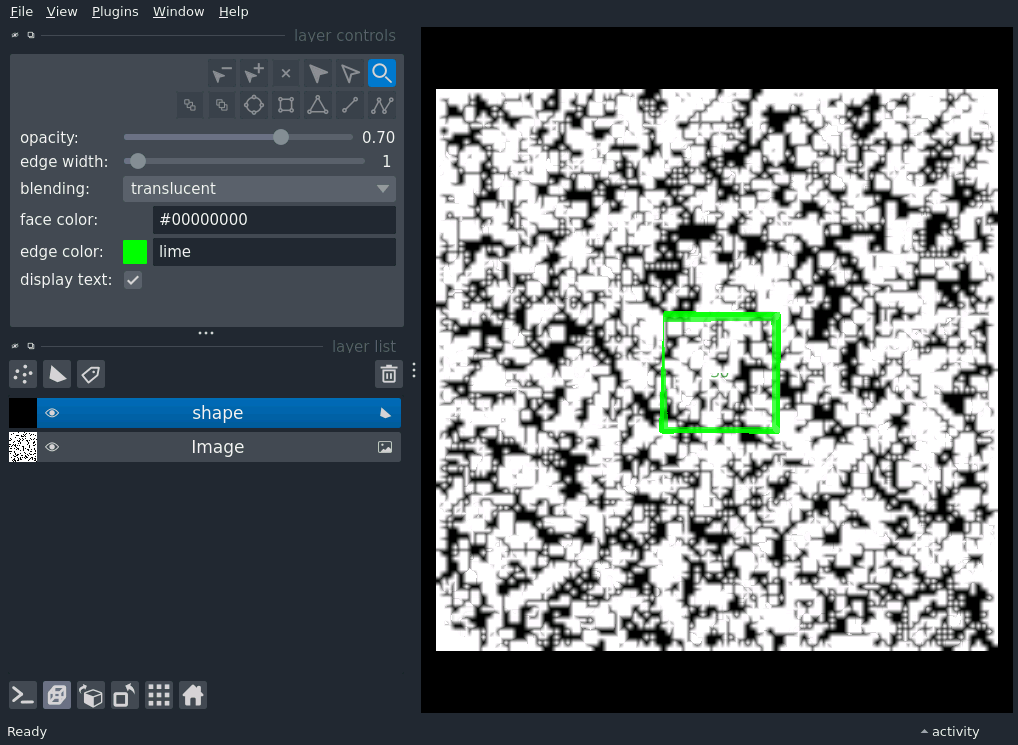 File View Plugins Window Help
layer controls
opacity: 0.70
edge width: 1
blending: translucent
face color: #00000000
edge color: lime
display text:
layer list
shape
Image
Ready
activity